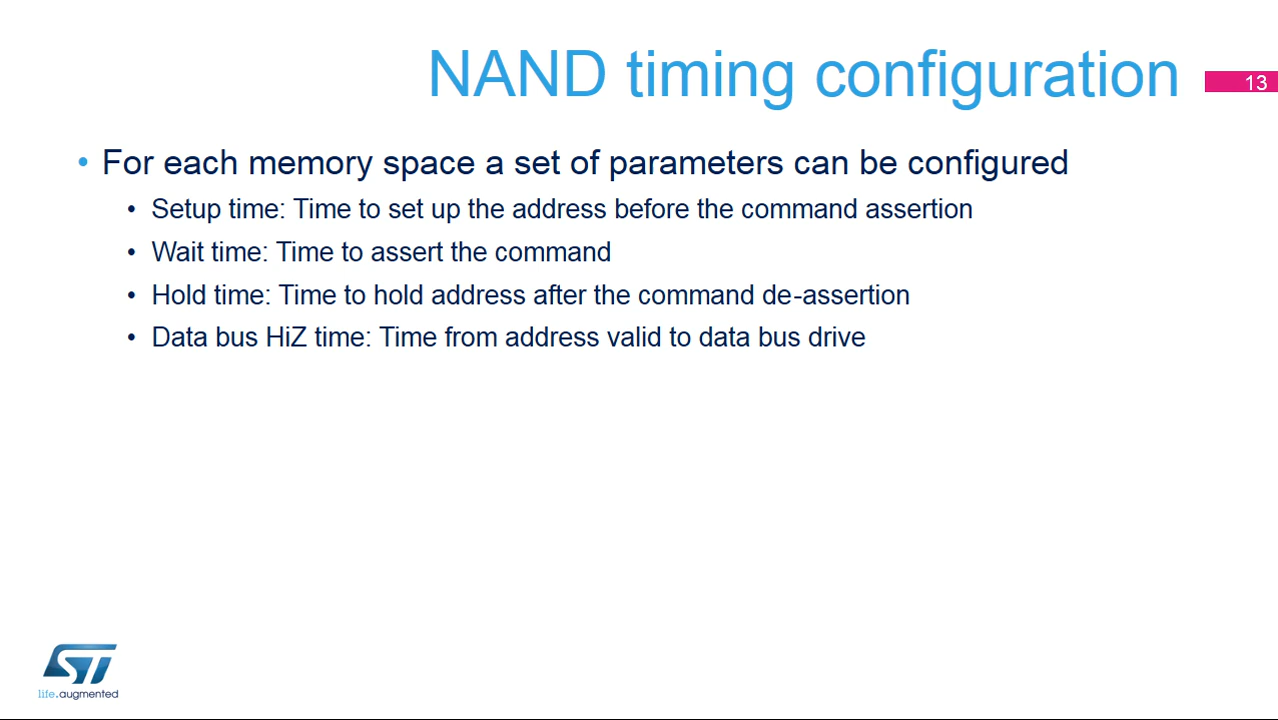 NAND timing configuration
13
• For each memory space a set of parameters can be configured
• Setup time: Time to set up the address before the command assertion
• Wait time: Time to assert the command
• Hold time: Time to hold address after the command de-assertion
• Data bus HiZ time: Time from address valid to data bus drive
ST
life.augmented